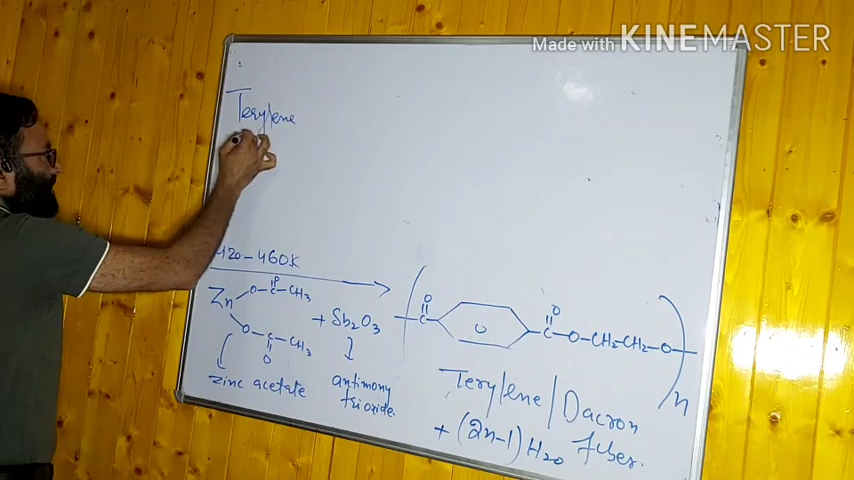 Made with KINEMASTER
Terylene
420-460K
Zn
O-C-CH3
O
O-C-CH3
O
+ Sb2O3
zinc acetate
antimony
trioxide.
O
C
C-O-CH2-CH2-O
O
n
Terylene/Dacron
fiber.
+ (2n-1) H2O